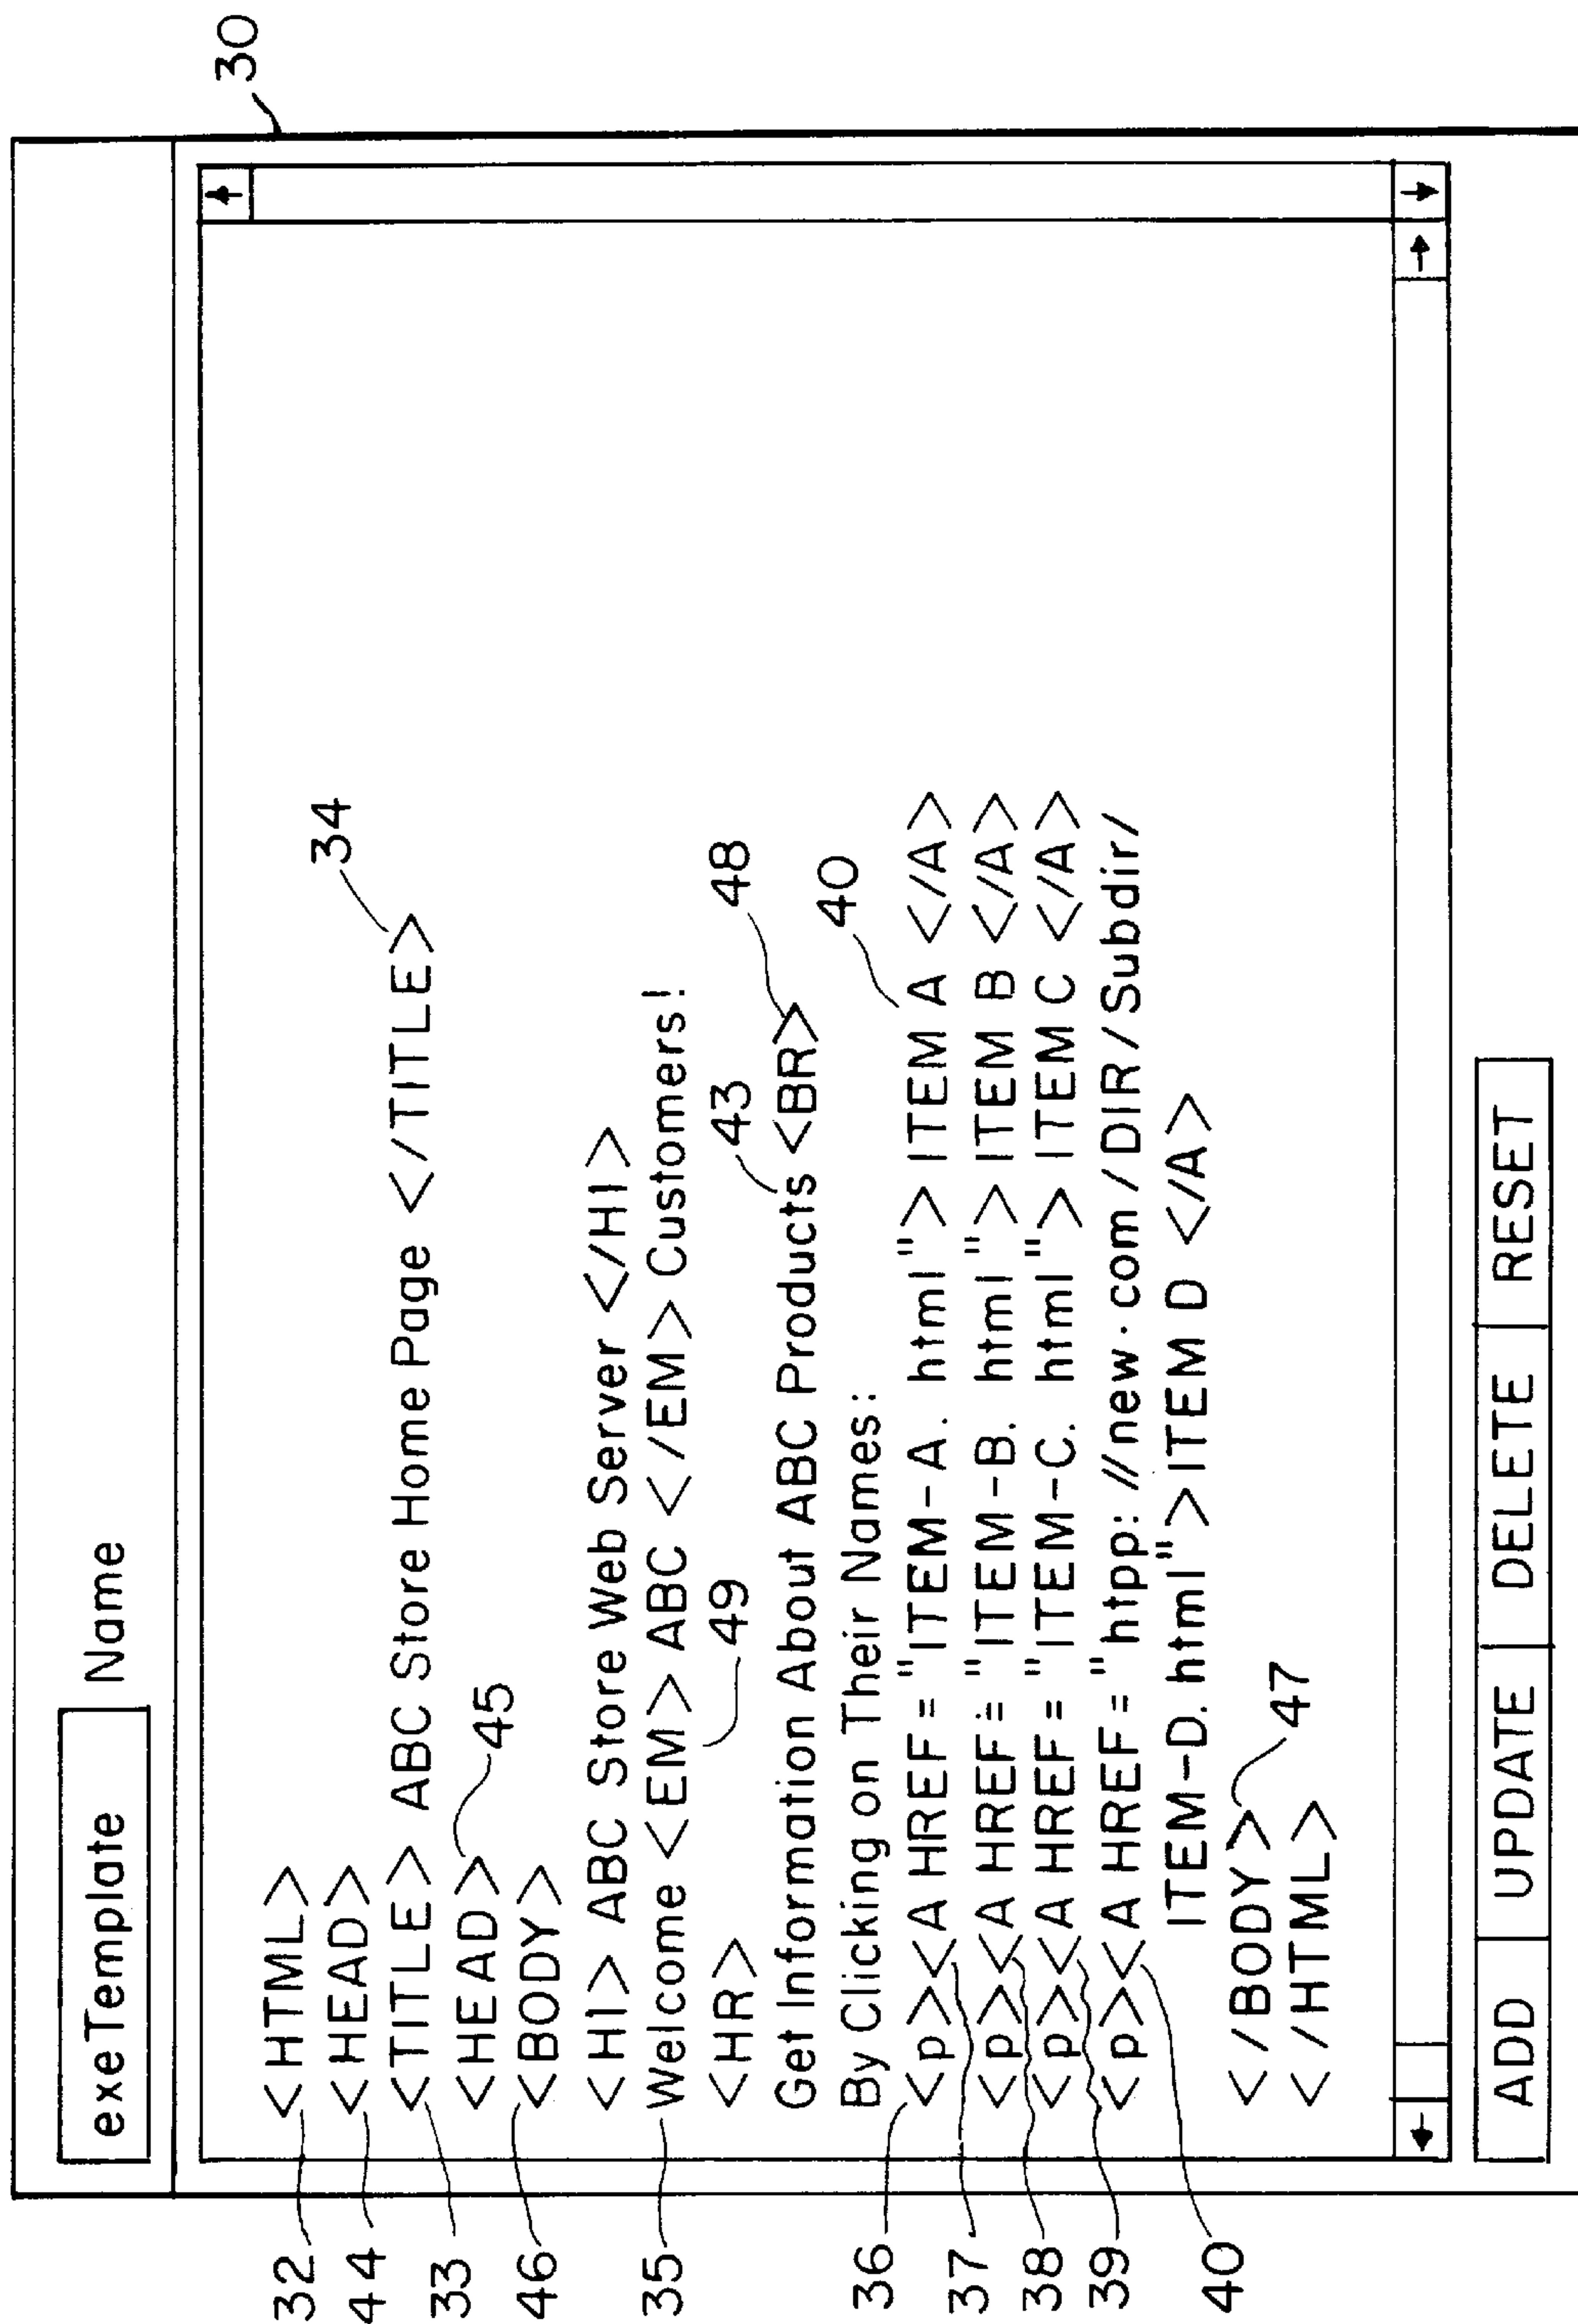 exe Template Name
30
32 <HTML>
44 <HEAD>
33 <TITLE> ABC Store Home Page </TITLE> 34
<HEAD> 45
46 <BODY>
<H1> ABC Store Web Server </H1>
35 Welcome <EM> ABC </EM> Customers!
<HR> 49 43 48
Get Information About ABC Products <BR>
By Clicking on Their Names: 40
36 <p><A HREF="ITEM-A. html"> ITEM A </A>
37 <p><A HREF="ITEM-B. html"> ITEM B </A>
38 <p><A HREF="ITEM-C. html"> ITEM C </A>
39 <p><A HREF="htpp://new.com/DIR/Subdir/
40 ITEM-D. html">ITEM D </A>
</BODY> 47
</HTML>
ADD UPDATE DELETE RESET